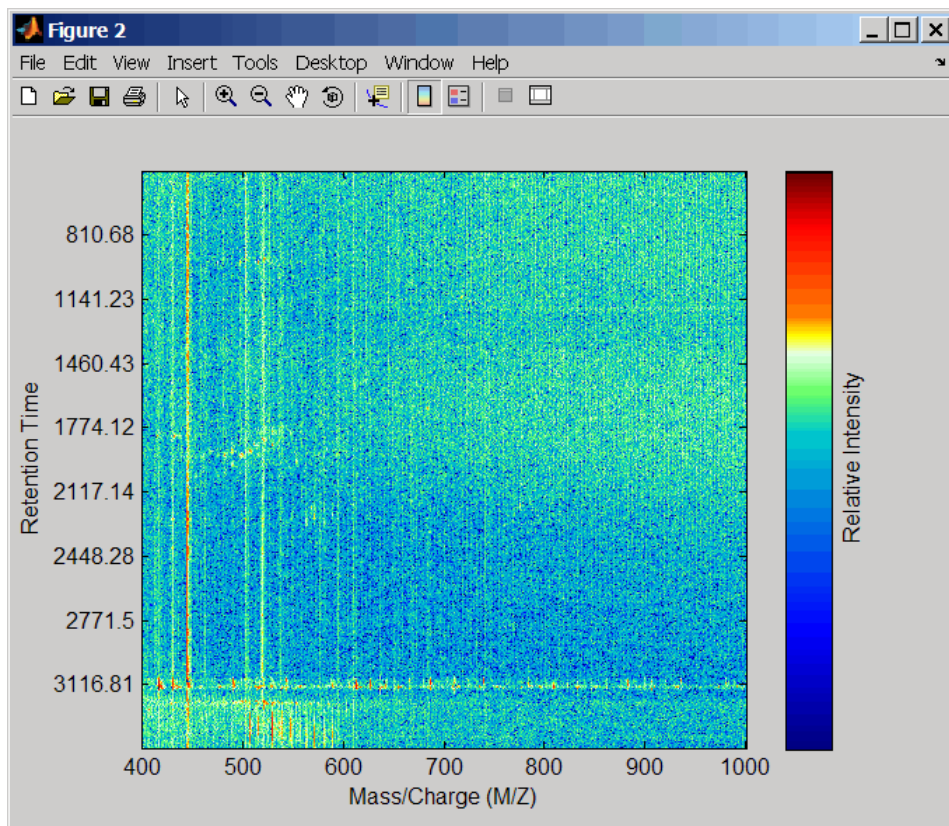 Figure 2
File Edit View Insert Tools Desktop Window Help
810.68
1141.23
1460.43
1774.12
2117.14
2448.28
2771.5
3116.81
Retention Time
400 500 600 700 800 900 1000
Mass/Charge (M/Z)
Relative Intensity